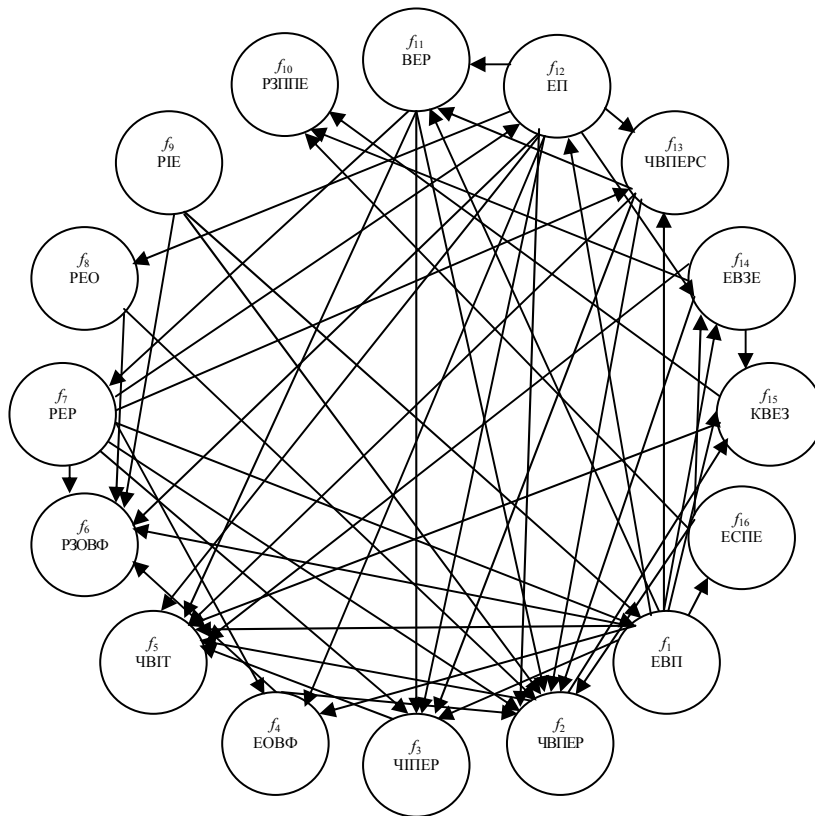 f11
ВЕР
f12
ЕП
f10
РЗППЕ
f9
РІЕ
f13
ЧВПЕРС
f8
РЕО
f14
ЕВЗЕ
f7
РЕР
f15
КВЕЗ
f6
РЗОВФ
f16
ЕСПЕ
f5
ЧВІТ
f1
ЕВП
f4
ЕОВФ
f3
ЧІПЕР
f2
ЧВПЕР